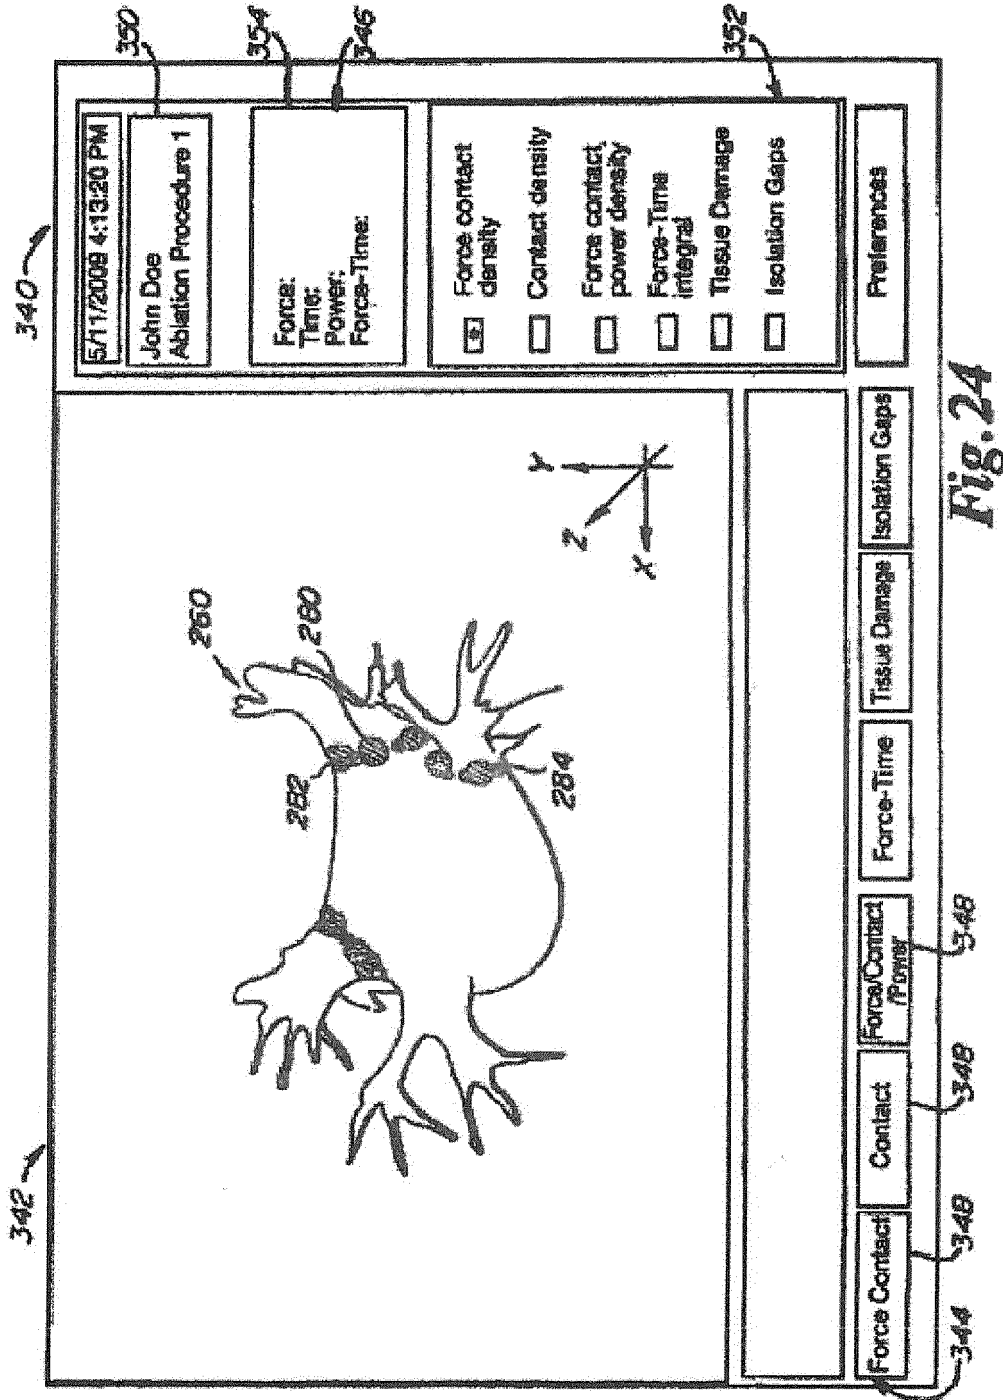 340
342
5/11/2009 4:13:20 PM
350
John Doe
Ablation Procedure 1
354
346
Force:
Time:
Power:
Force-Time:
352
Force contact
density
Contact density
Force contact
power density
Force-Time
integral
Tissue Damage
Isolation Gaps
260
280
282
284
Y
Z
X
Force Contact
Contact
Force/Contact
/Power
Force-Time
Tissue Damage
Isolation Gaps
Preferences
344
348
348
348
Fig. 24